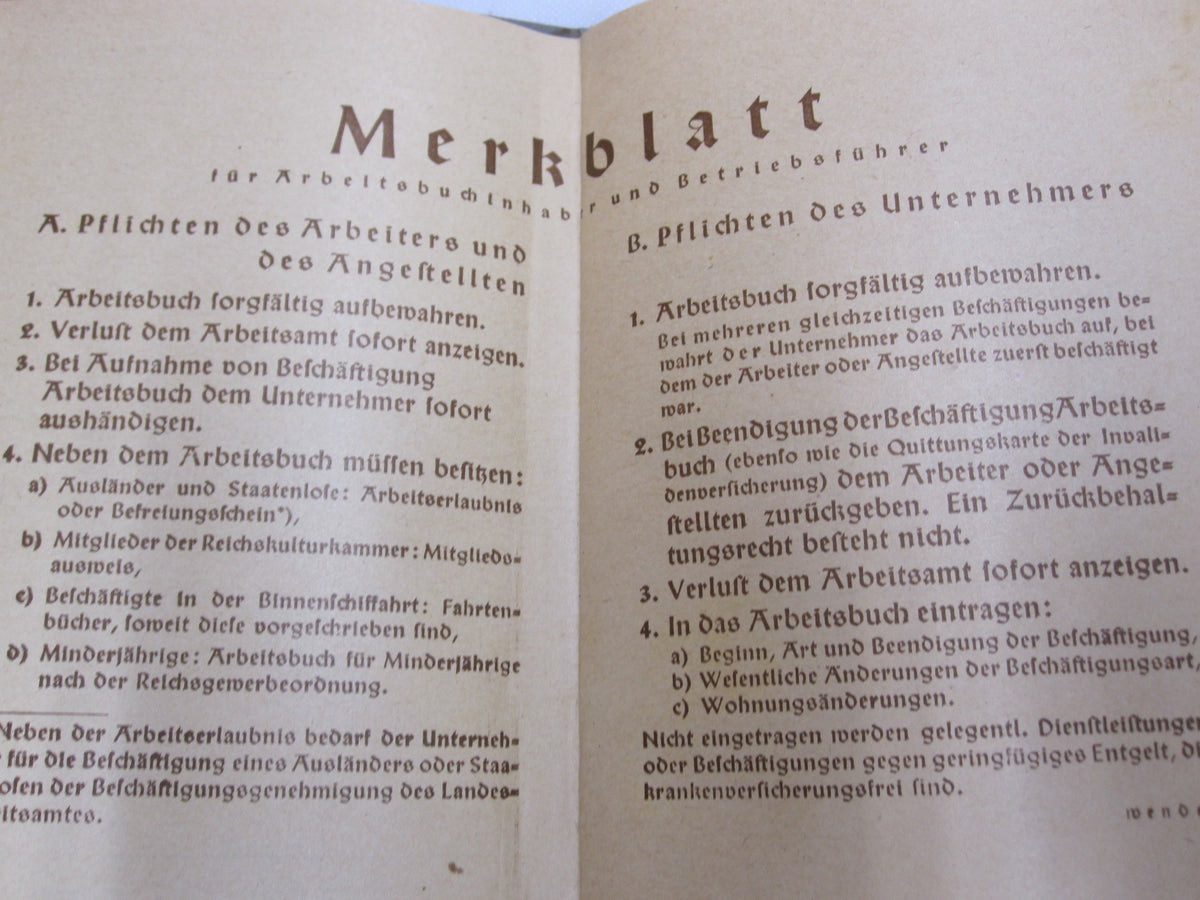 Merkblatt
für Arbeitsbuchinhaber und Betriebsführer
A. Pflichten des Arbeiters und
des Angestellten
1. Arbeitsbuch sorgfältig aufbewahren.
2. Verlust dem Arbeitsamt sofort anzeigen.
3. Bei Aufnahme von Beschäftigung
Arbeitsbuch dem Unternehmer sofort
aushändigen.
4. Neben dem Arbeitsbuch müssen besitzen:
a) Ausländer und Staatenlose: Arbeitserlaubnis
oder Befreiungsschein*),
b) Mitglieder der Reichskulturkammer: Mitglieds-
ausweis,
c) Beschäftigte in der Binnenschiffahrt: Fahrten-
bücher, soweit diese vorgeschrieben sind,
d) Minderjährige: Arbeitsbuch für Minderjährige
nach der Reichsgewerbeordnung.
Neben der Arbeitserlaubnis bedarf der Unterneh-
für die Beschäftigung eines Ausländers oder Staa-
osen der Beschäftigungsgenehmigung des Landes-
itsamtes.
B. Pflichten des Unternehmers
1. Arbeitsbuch sorgfältig aufbewahren.
Bei mehreren gleichzeitigen Beschäftigungen be-
wahrt der Unternehmer das Arbeitsbuch auf, bei
dem der Arbeiter oder Angestellte zuerst beschäftigt
war.
2. Bei Beendigung der Beschäftigung Arbeits-
buch (ebenso wie die Quittungskarte der Invali-
denversicherung) dem Arbeiter oder Ange-
stellten zurückgeben. Ein Zurückbehal-
tungsrecht besteht nicht.
3. Verlust dem Arbeitsamt sofort anzeigen.
4. In das Arbeitsbuch eintragen:
a) Beginn, Art und Beendigung der Beschäftigung,
b) Wesentliche Änderungen der Beschäftigungsart,
c) Wohnungsänderungen.
Nicht eingetragen werden gelegentl. Dienstleistungen
oder Beschäftigungen gegen geringfügiges Entgelt, di
krankenversicherungsfrei sind.
wend